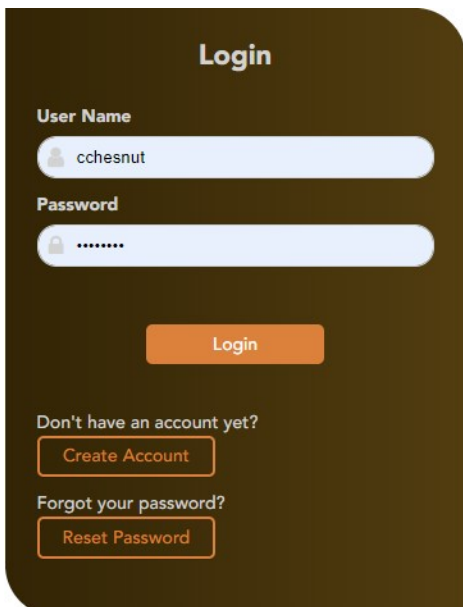 Login
User Name
cchesnut
Password
••••••••
Login
Don't have an account yet?
Create Account
Forgot your password?
Reset Password